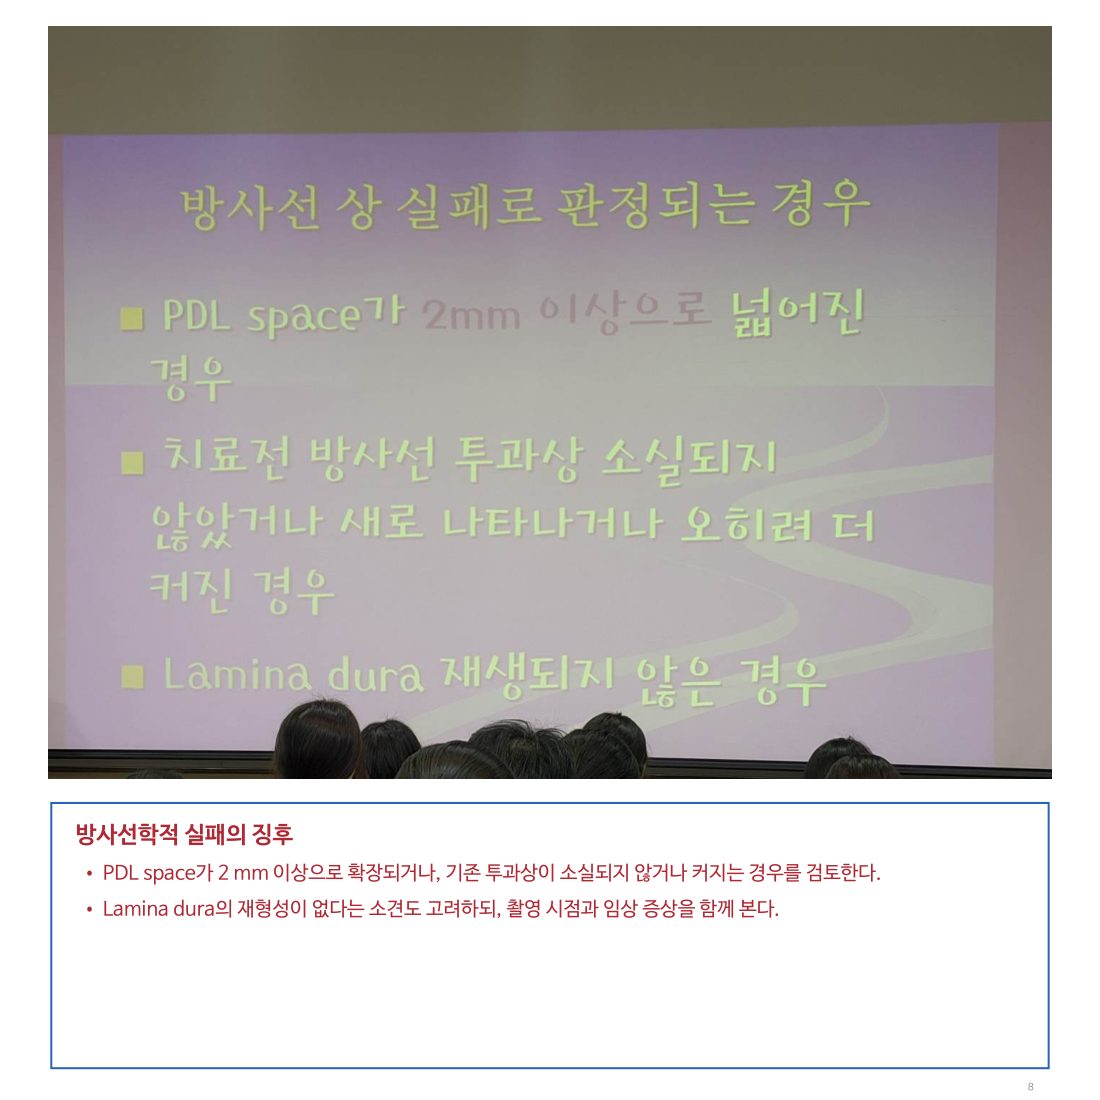 방사선 상 실패로 판정되는 경우
■ PDL space가 2mm 이상으로 넓어진
경우
■ 치료전 방사선 투과상 소실되지
않았거나 새로 나타나거나 오히려 더
커진 경우
■ Lamina dura 재생되지 않은 경우
방사선학적 실패의 징후
• PDL space가 2 mm 이상으로 확장되거나, 기존 투과상이 소실되지 않거나 커지는 경우를 검토한다.
• Lamina dura의 재형성이 없다는 소견도 고려하되, 촬영 시점과 임상 증상을 함께 본다.
8